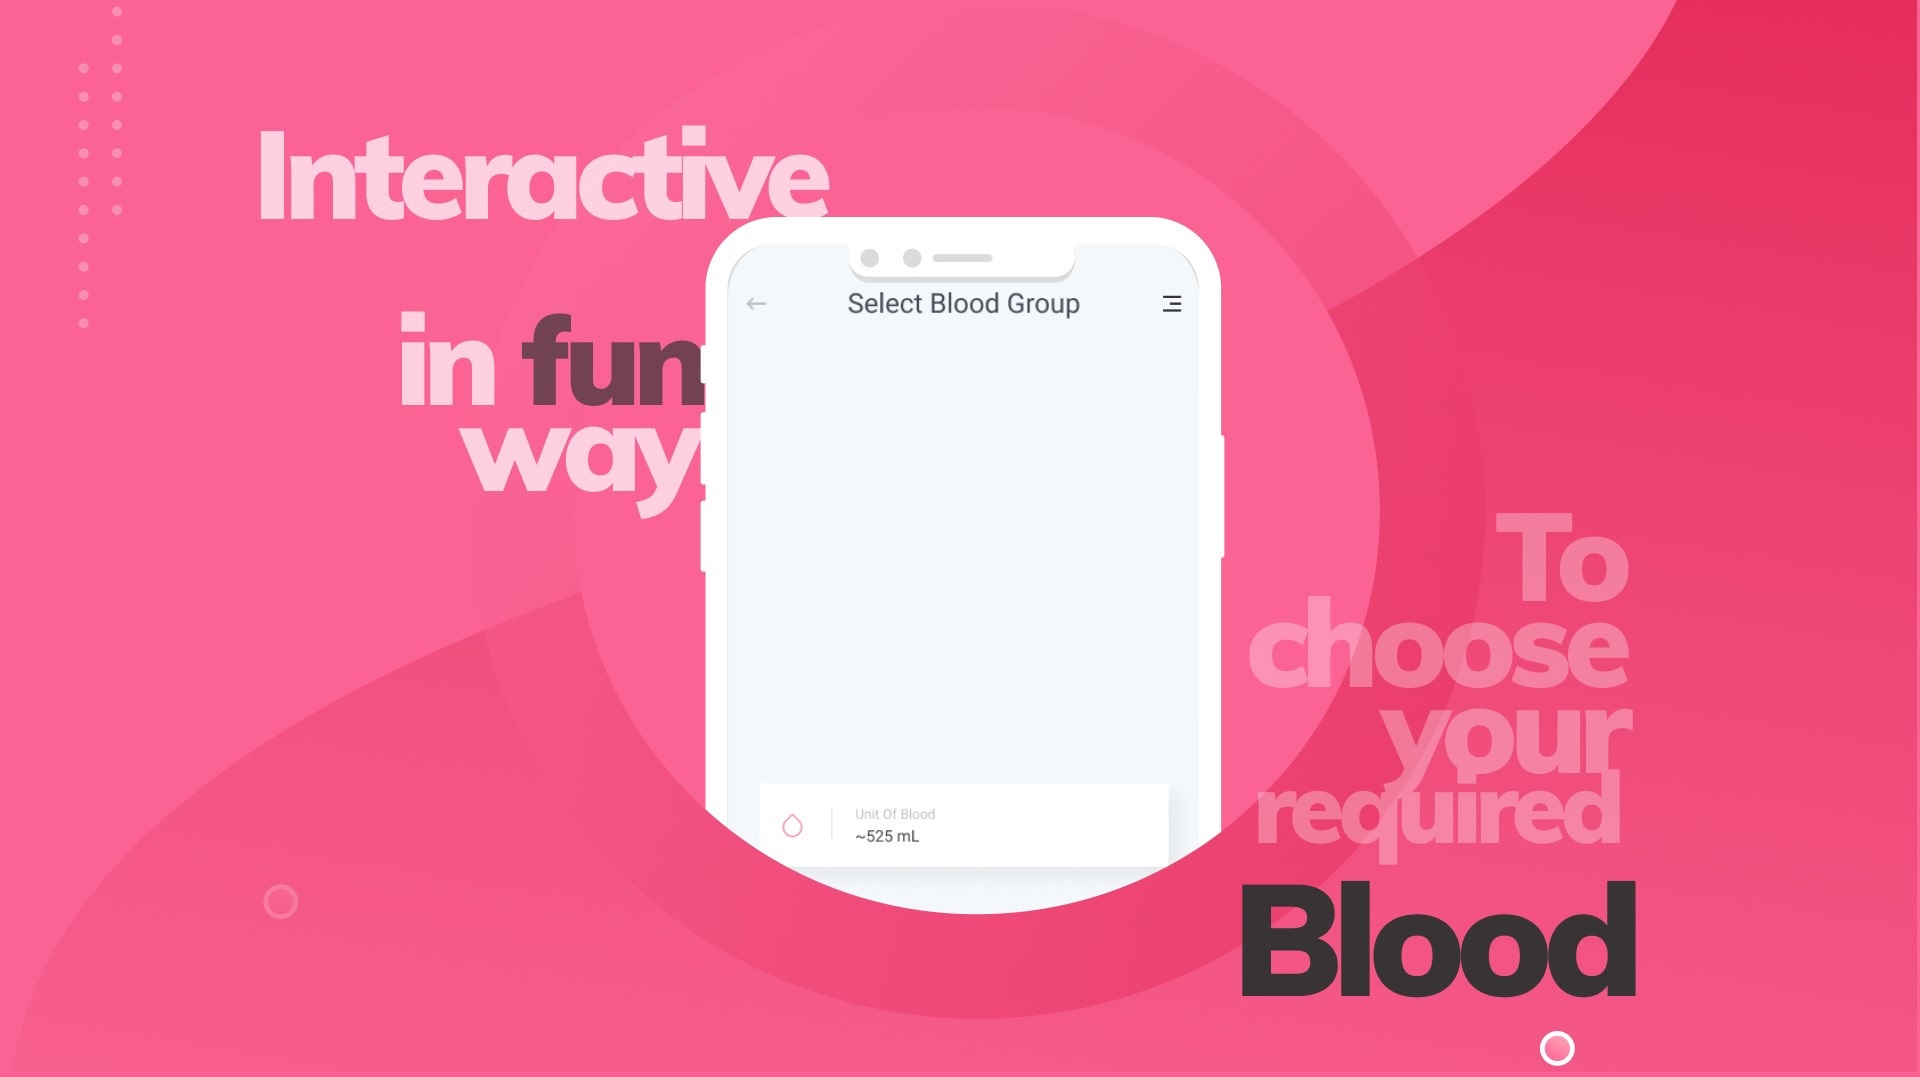 Interactive
in fun
way
Select Blood Group
Unit Of Blood
~525 mL
To
choose
your
required
Blood